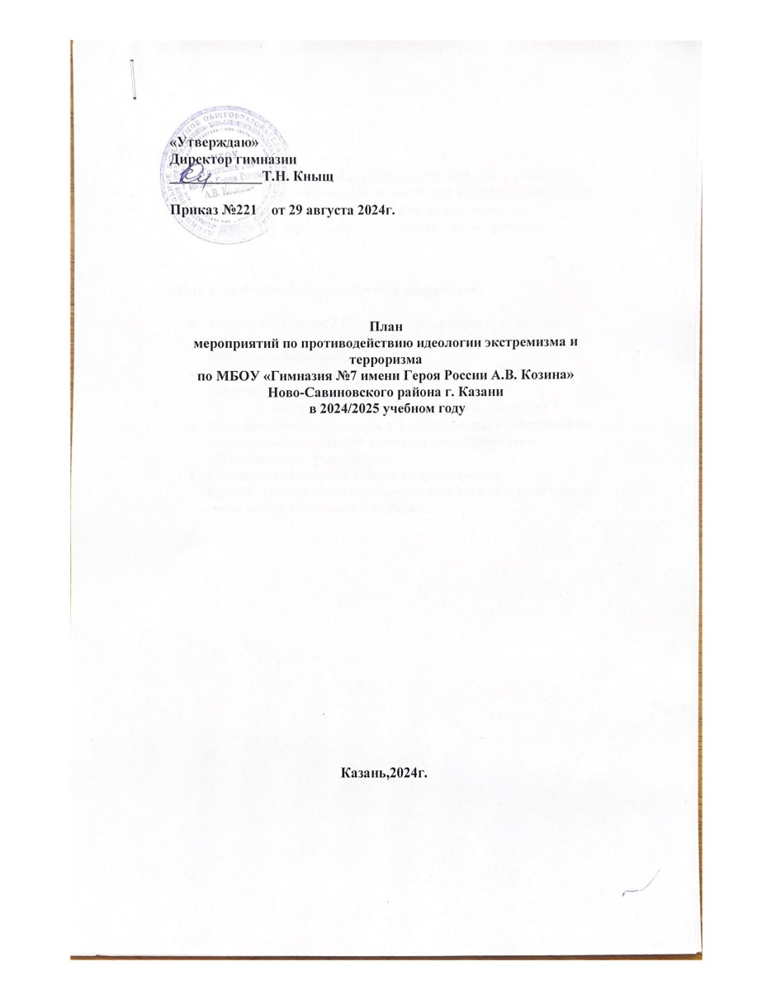 «Утверждаю»
Директор гимназии
Т.Н. Кныщ
Приказ №221 от 29 августа 2024г.
План
мероприятий по противодействию идеологии экстремизма и
терроризма
по МБОУ «Гимназия №7 имени Героя России А.В. Козина»
Ново-Савиновского района г. Казани
в 2024/2025 учебном году
Казань,2024г.